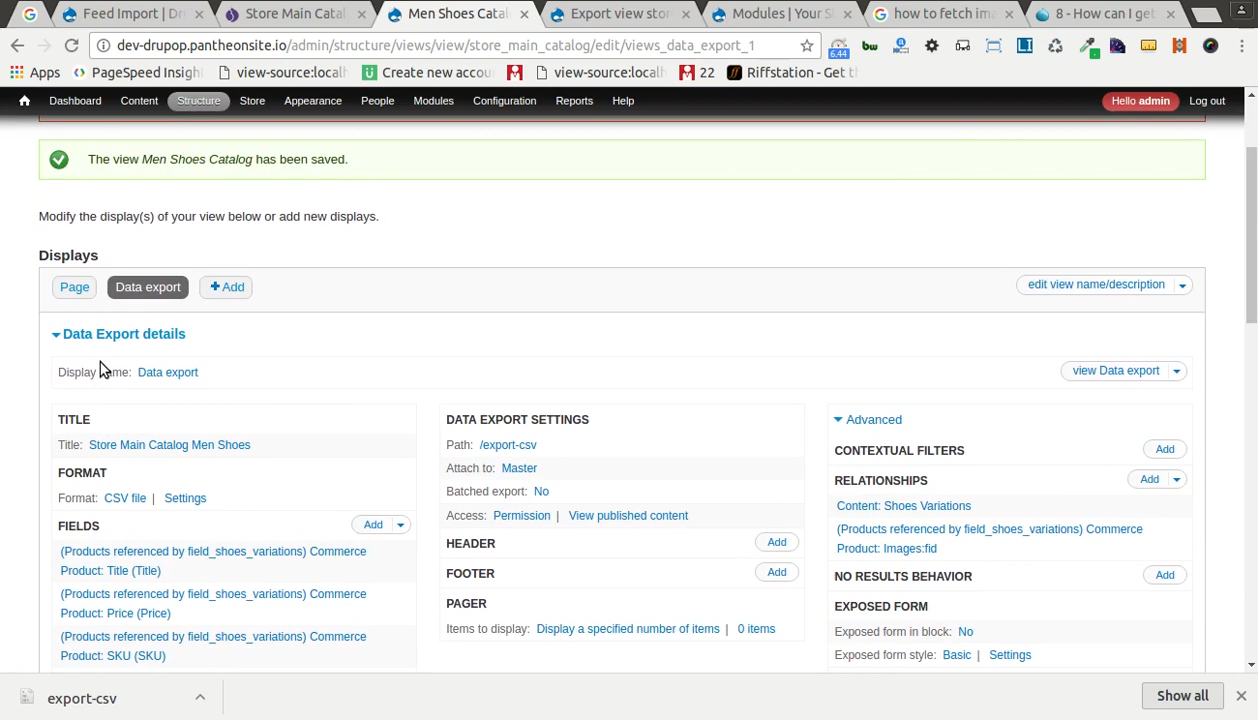 Feed Import | Dr
Store Main Catal
Men Shoes Catal
Export view stor
Modules | Your S
how to fetch ima
8 - How can I get
dev-drupop.pantheonsite.io/admin/structure/views/view/store_main_catalog/edit/views_data_export_1
6.44
bw
LI
Apps
PageSpeed Insigh
view-source:local
Create new accou
view-source:local
22
Riffstation - Get t
Dashboard
Content
Structure
Store
Appearance
People
Modules
Configuration
Reports
Help
Hello admin
Log out
The view Men Shoes Catalog has been saved.
Modify the display(s) of your view below or add new displays.
Displays
Page
Data export
+ Add
edit view name/description
Data Export details
Display me: Data export
view Data export
TITLE
Title: Store Main Catalog Men Shoes
FORMAT
Format: CSV file | Settings
FIELDS
Add
(Products referenced by field_shoes_variations) Commerce
Product: Title (Title)
(Products referenced by field_shoes_variations) Commerce
Product: Price (Price)
(Products referenced by field_shoes_variations) Commerce
Product: SKU (SKU)
DATA EXPORT SETTINGS
Path: /export-csv
Attach to: Master
Batched export: No
Access: Permission | View published content
HEADER
Add
FOOTER
Add
PAGER
Items to display: Display a specified number of items | 0 items
Advanced
CONTEXTUAL FILTERS
Add
RELATIONSHIPS
Add
Content: Shoes Variations
(Products referenced by field_shoes_variations) Commerce
Product: Images:fid
NO RESULTS BEHAVIOR
Add
EXPOSED FORM
Exposed form in block: No
Exposed form style: Basic | Settings
export-csv
Show all